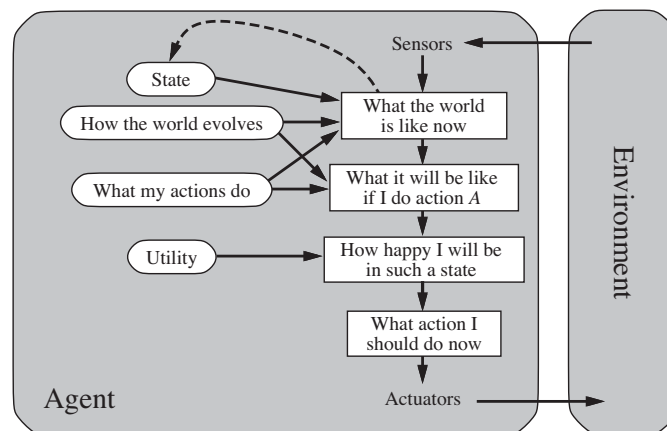 Sensors
State
What the world
is like now
How the world evolves
What my actions do
What it will be like
if I do action A
Utility
How happy I will be
in such a state
What action I
should do now
Agent
Actuators
Environment